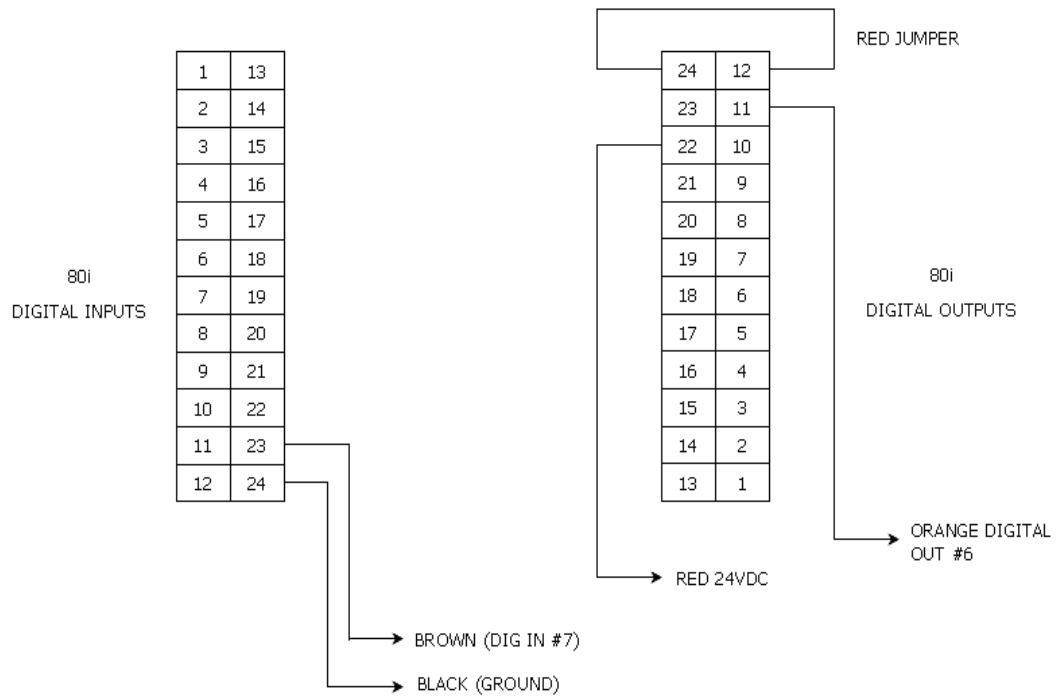 RED JUMPER
1 13
2 14
3 15
4 16
5 17
6 18
7 19
8 20
9 21
10 22
11 23
12 24
80i
DIGITAL INPUTS
24 12
23 11
22 10
21 9
20 8
19 7
18 6
17 5
16 4
15 3
14 2
13 1
80i
DIGITAL OUTPUTS
ORANGE DIGITAL
OUT #6
RED 24VDC
BROWN (DIG IN #7)
BLACK (GROUND)